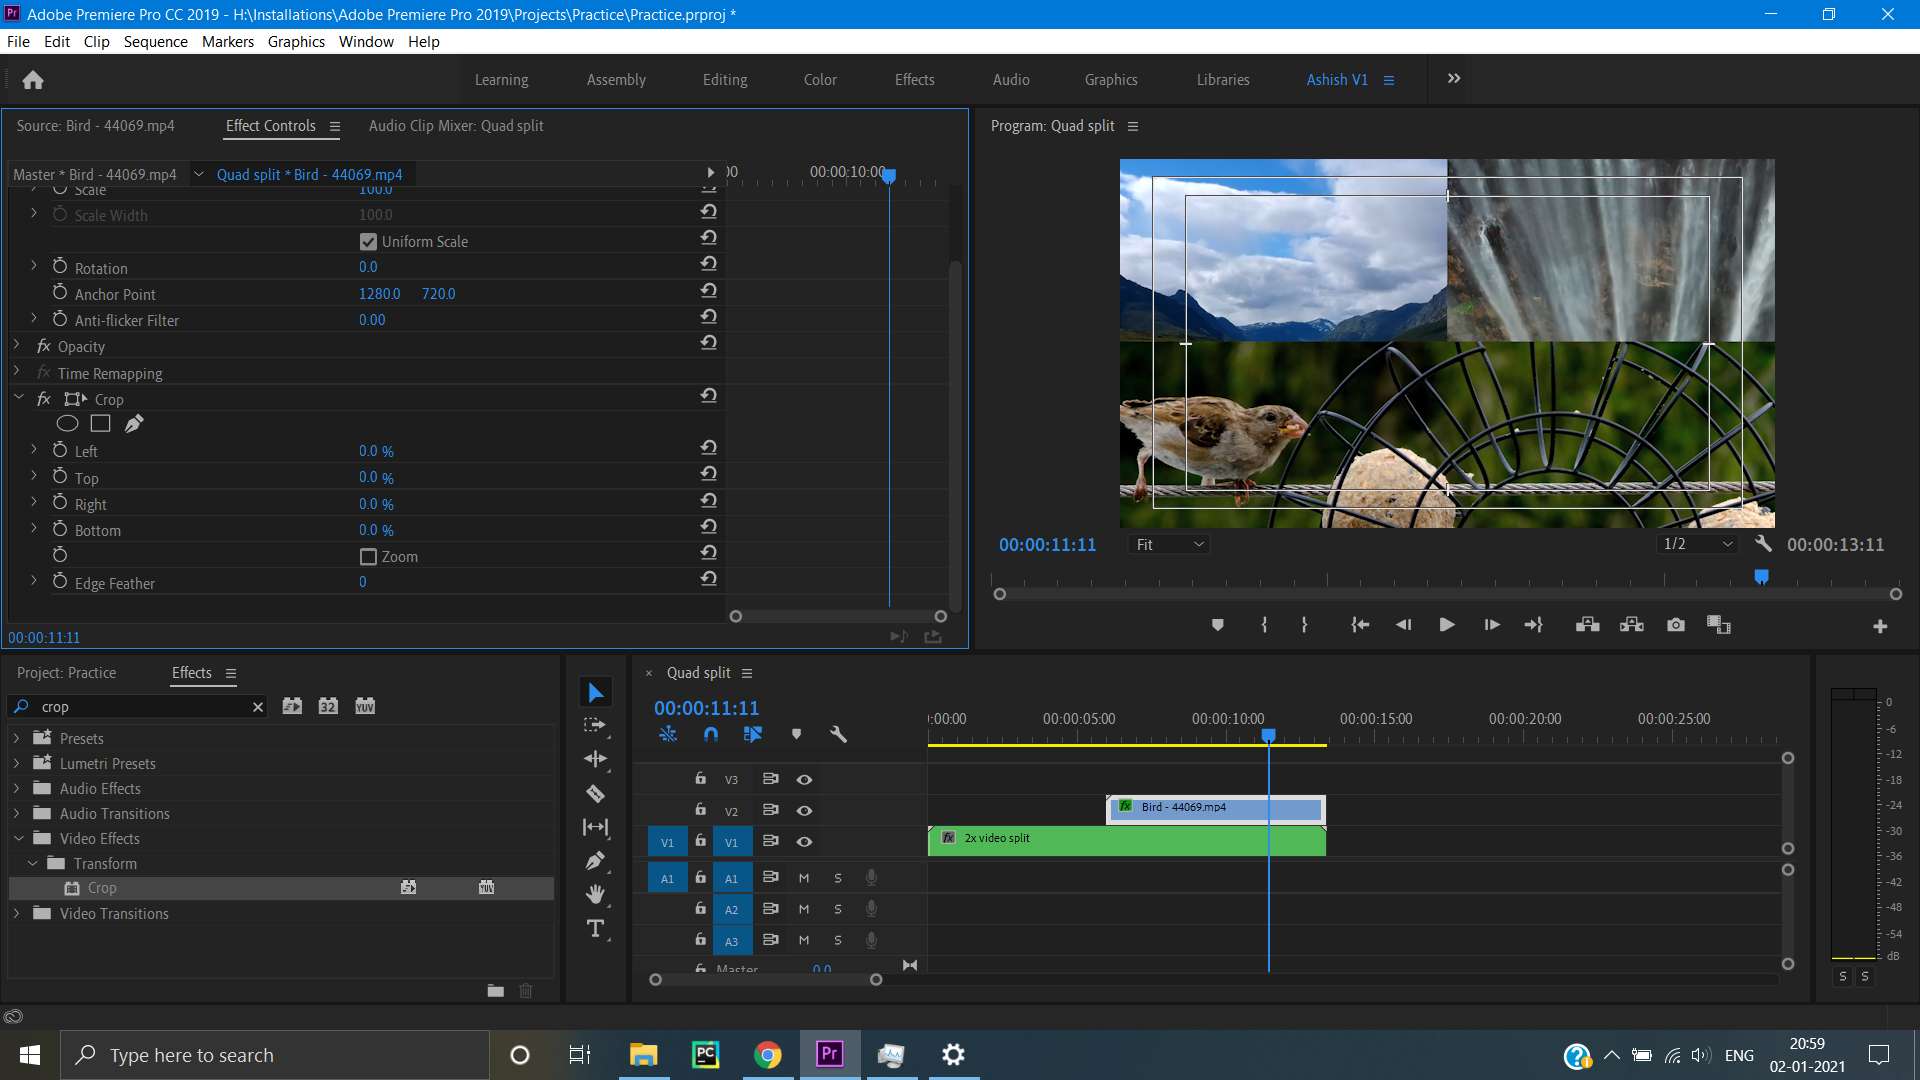 Adobe Premiere Pro CC 2019 - H:\Installations\Adobe Premiere Pro 2019\Projects\Practice\Practice.prproj *
File Edit Clip Sequence Markers Graphics Window Help
Learning Assembly Editing Color Effects Audio Graphics Libraries Ashish V1
Source: Bird - 44069.mp4 Effect Controls Audio Clip Mixer: Quad split
Master * Bird - 44069.mp4 Quad split * Bird - 44069.mp4
00:00:10:00
Scale 100.0
Scale Width 100.0
Uniform Scale
Rotation 0.0
Anchor Point 1280.0 720.0
Anti-flicker Filter 0.00
fx Opacity
fx Time Remapping
fx Crop
Left 0.0 %
Top 0.0 %
Right 0.0 %
Bottom 0.0 %
Zoom
Edge Feather 0
00:00:11:11
Program: Quad split
00:00:11:11 Fit 1/2 00:00:13:11
Project: Practice Effects
crop
32 YUV
Presets
Lumetri Presets
Audio Effects
Audio Transitions
Video Effects
Transform
Crop
Video Transitions
Quad split
00:00:11:11
:00:00 00:00:05:00 00:00:10:00 00:00:15:00 00:00:20:00 00:00:25:00
V3
V2
fx Bird - 44069.mp4
V1 V1
fx 2x video split
A1 A1 M S
A2 M S
A3 M S
Master 0.0
0
-6
-12
-18
-24
-30
-36
-42
-48
-54
dB
S S
Type here to search
PC
Pr
ENG
20:59
02-01-2021